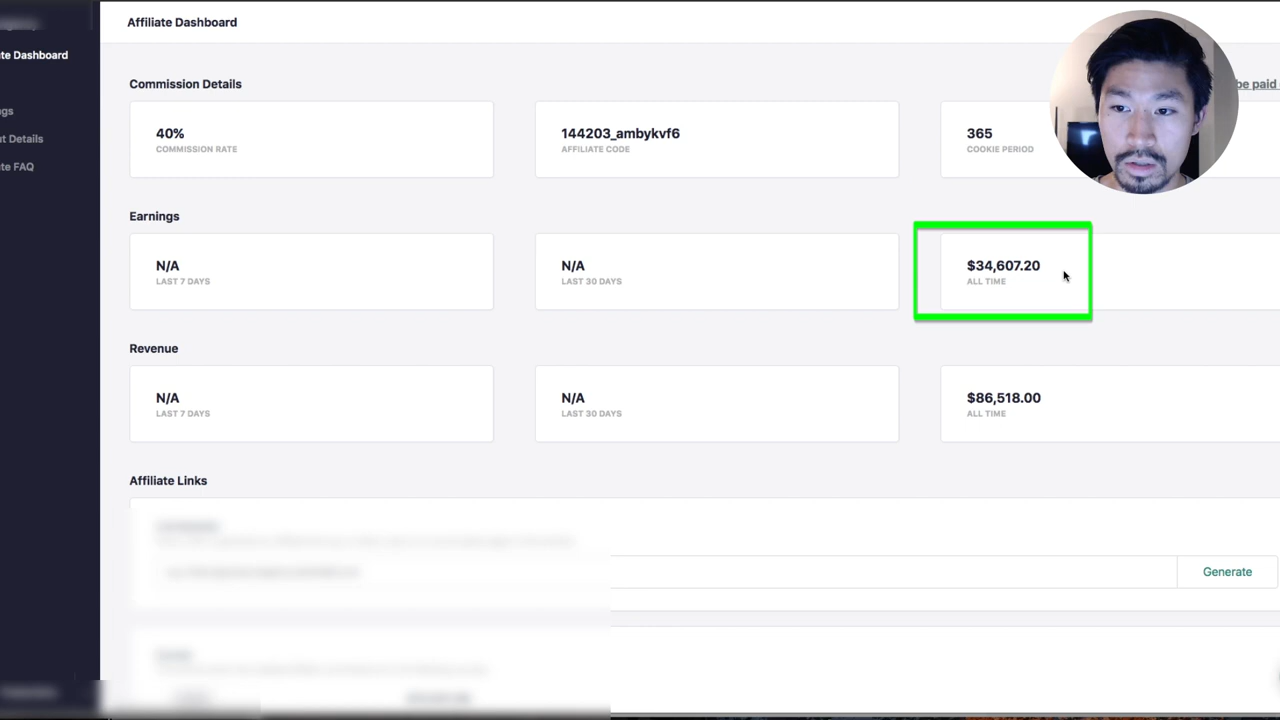 Affiliate Dashboard
te Dashboard
Commission Details
be paid
ngs
40%
144203_ambykvf6
365
t Details
COMMISSION RATE
AFFILIATE CODE
COOKIE PERIOD
te FAQ
Earnings
N/A
N/A
$34,607.20
LAST 7 DAYS
LAST 30 DAYS
ALL TIME
Revenue
N/A
N/A
$86,518.00
LAST 7 DAYS
LAST 30 DAYS
ALL TIME
Affiliate Links
Generate